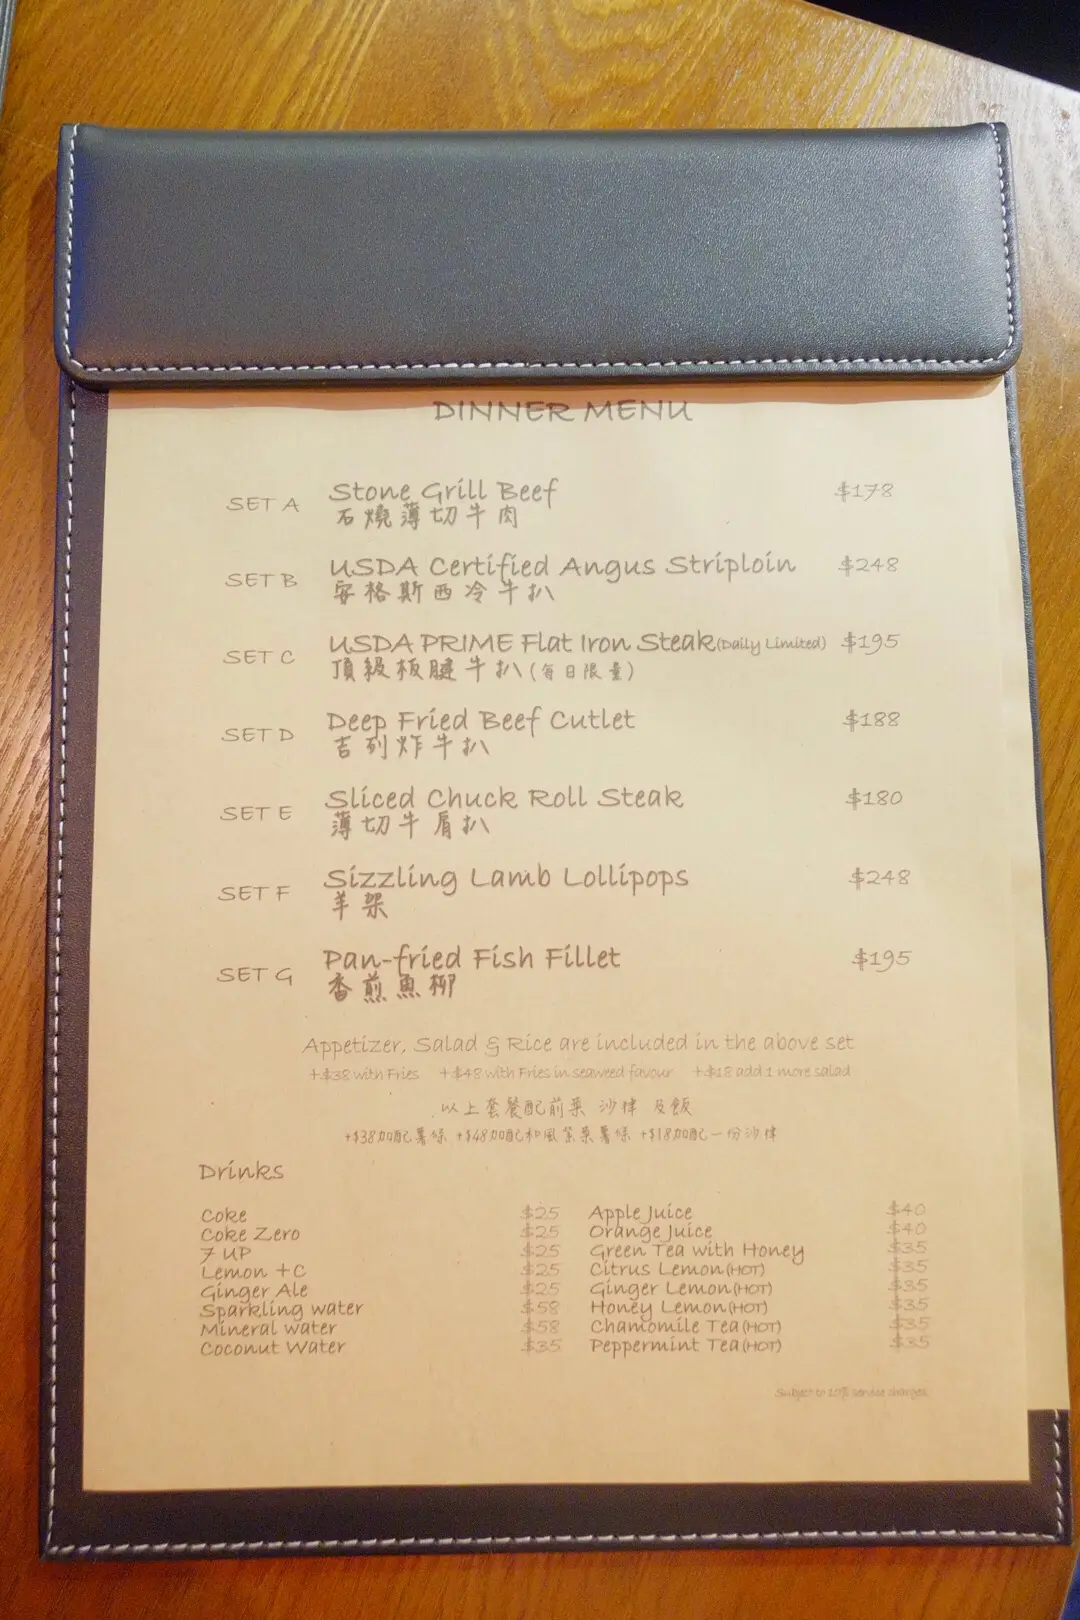 DINNER MENU
SET A Stone Grill Beef $178
石燒薄切牛肉
SET B USDA Certified Angus Striploin $248
安格斯西冷牛扒
SET C USDA PRIME Flat Iron Steak(Daily Limited) $195
頂級板腱牛扒(每日限量)
SET D Deep Fried Beef Cutlet $188
吉列炸牛扒
SET E Sliced Chuck Roll Steak $180
薄切牛肩扒
SET F Sizzling Lamb Lollipops $248
羊架
SET G Pan-fried Fish Fillet $195
香煎魚柳
Appetizer, Salad & Rice are included in the above set
+$38 with Fries +$48 with Fries in seaweed favour +$18 add 1 more salad
以上套餐配前菜 沙律 及飯
+$38加配薯條 +$48加配和風紫菜薯條 +$18加配一份沙律
Drinks
Coke $25 Apple Juice $40
Coke Zero $25 Orange Juice $40
7 UP $25 Green Tea with Honey $35
Lemon +C $25 Citrus Lemon(HOT) $35
Ginger Ale $25 Ginger Lemon(HOT) $35
Sparkling water $58 Honey Lemon(HOT) $35
Mineral water $58 Chamomile Tea(HOT) $35
Coconut Water $35 Peppermint Tea(HOT) $35
Subject to 10% service charges